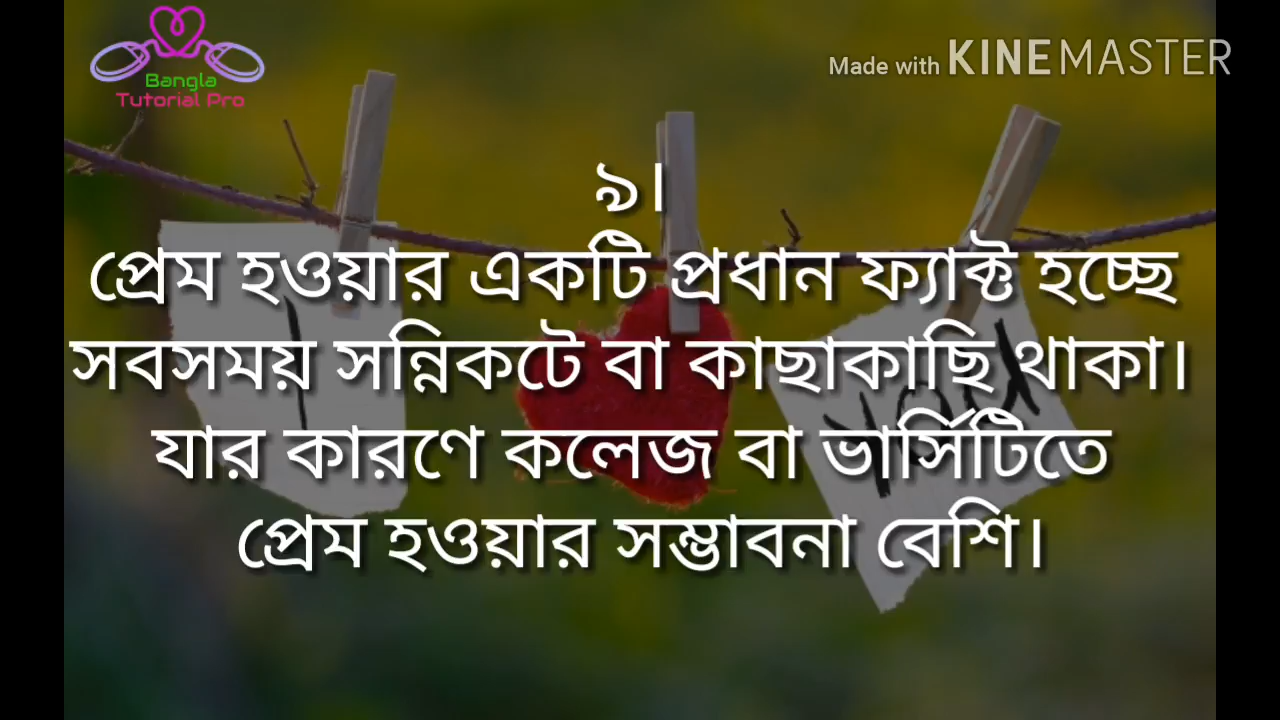 Bangla
Tutorial Pro
Made with KINEMASTER
৯।
প্রেম হওয়ার একটি প্রধান ফ্যাক্ট হচ্ছে
সবসময় সন্নিকটে বা কাছাকাছি থাকা।
যার কারণে কলেজ বা ভার্সিটিতে
প্রেম হওয়ার সম্ভাবনা বেশি।
I
YOU